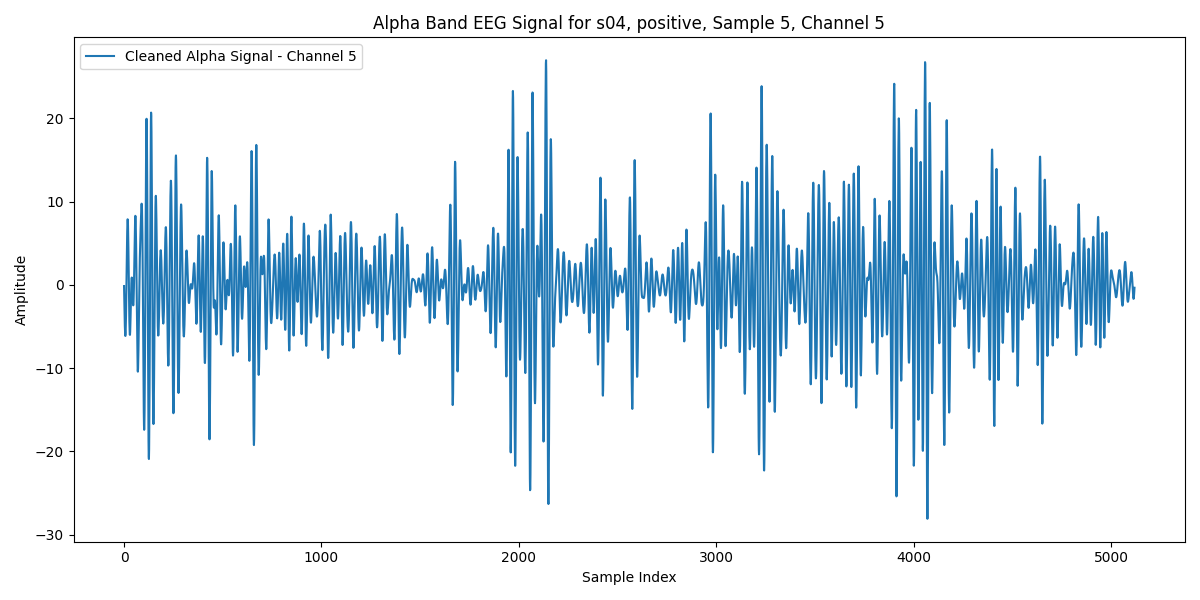 Alpha Band EEG Signal for s04, positive, Sample 5, Channel 5
Cleaned Alpha Signal - Channel 5
Amplitude
20
10
0
−10
−20
−30
0 1000 2000 3000 4000 5000
Sample Index